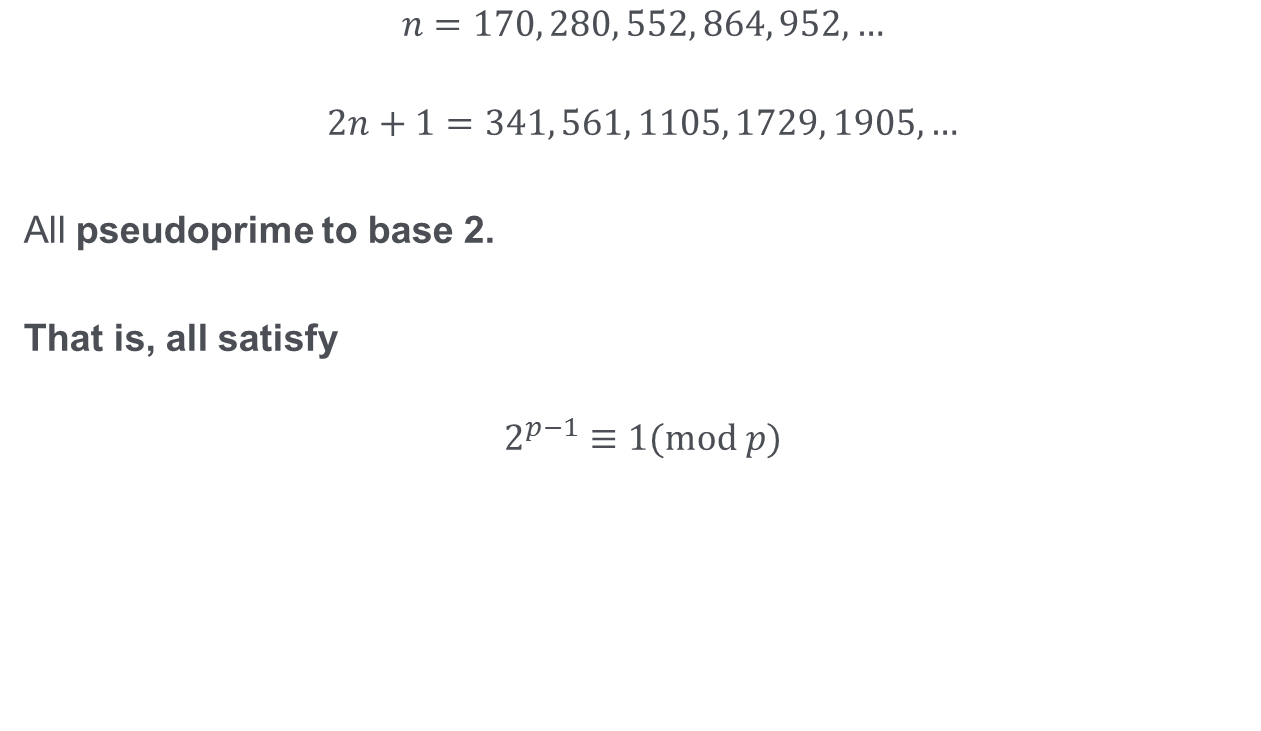 n = 170, 280, 552, 864, 952, …
2n + 1 = 341, 561, 1105, 1729, 1905, …
All pseudoprime to base 2.
That is, all satisfy
2^{p−1} ≡ 1(mod p)